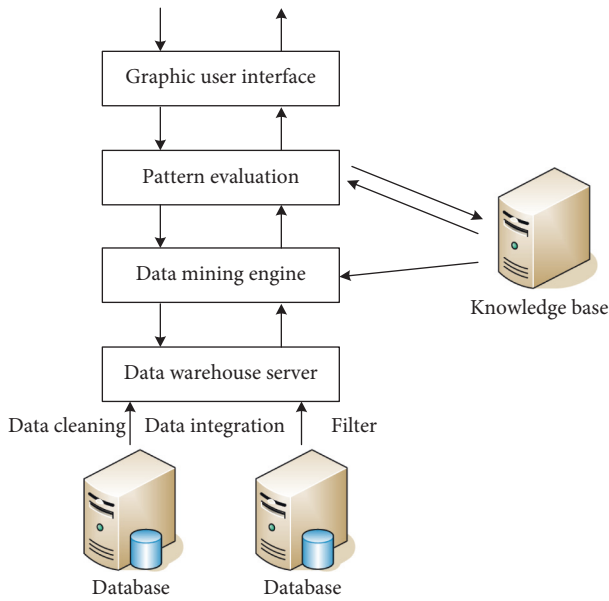 Graphic user interface
Pattern evaluation
Data mining engine
Knowledge base
Data warehouse server
Data cleaning Data integration Filter
Database Database